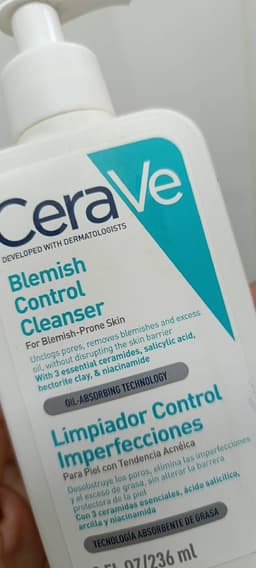 CeraVe
DEVELOPED WITH DERMATOLOGISTS
Blemish
Control
Cleanser
For Blemish-Prone Skin
Unclogs pores, removes blemishes and excess
oil, without disrupting the skin barrier
With 3 essential ceramides, salicylic acid,
hectorite clay, & niacinamide
OIL-ABSORBING TECHNOLOGY
Limpiador Control
Imperfecciones
Para Piel con Tendencia Acnéica
Desobstruye los poros, elimina las imperfecciones
y el exceso de grasa, sin alterar la barrera
protectora de la piel
Con 3 ceramidas esenciales, ácido salicílico,
arcilla y niacinamida
TECNOLOGÍA ABSORBENTE DE GRASA
FL OZ/236 ml